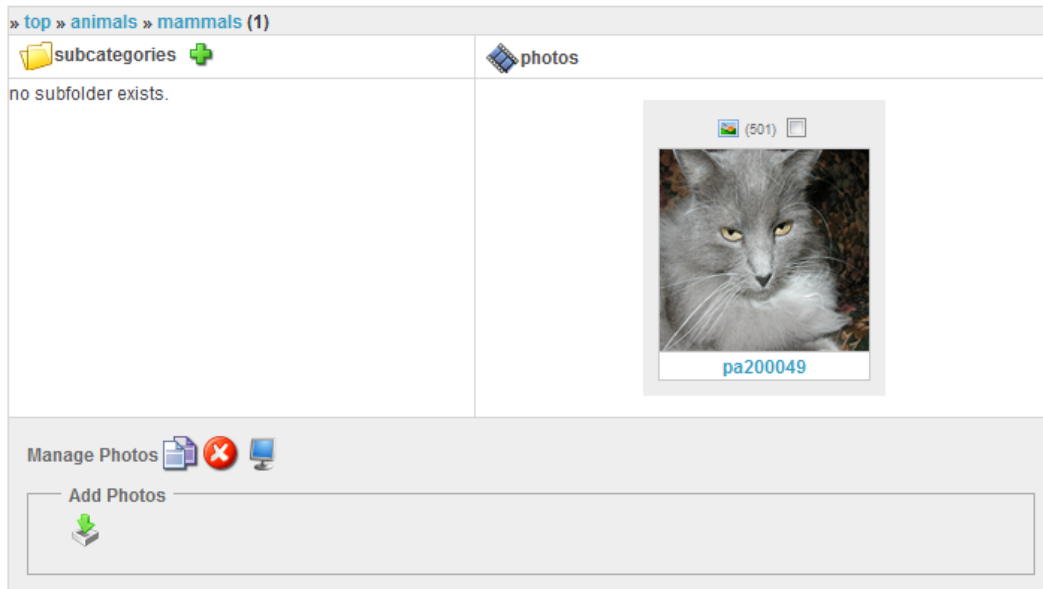 » top » animals » mammals (1)
subcategories
photos
no subfolder exists.
(501)
pa200049
Manage Photos
Add Photos